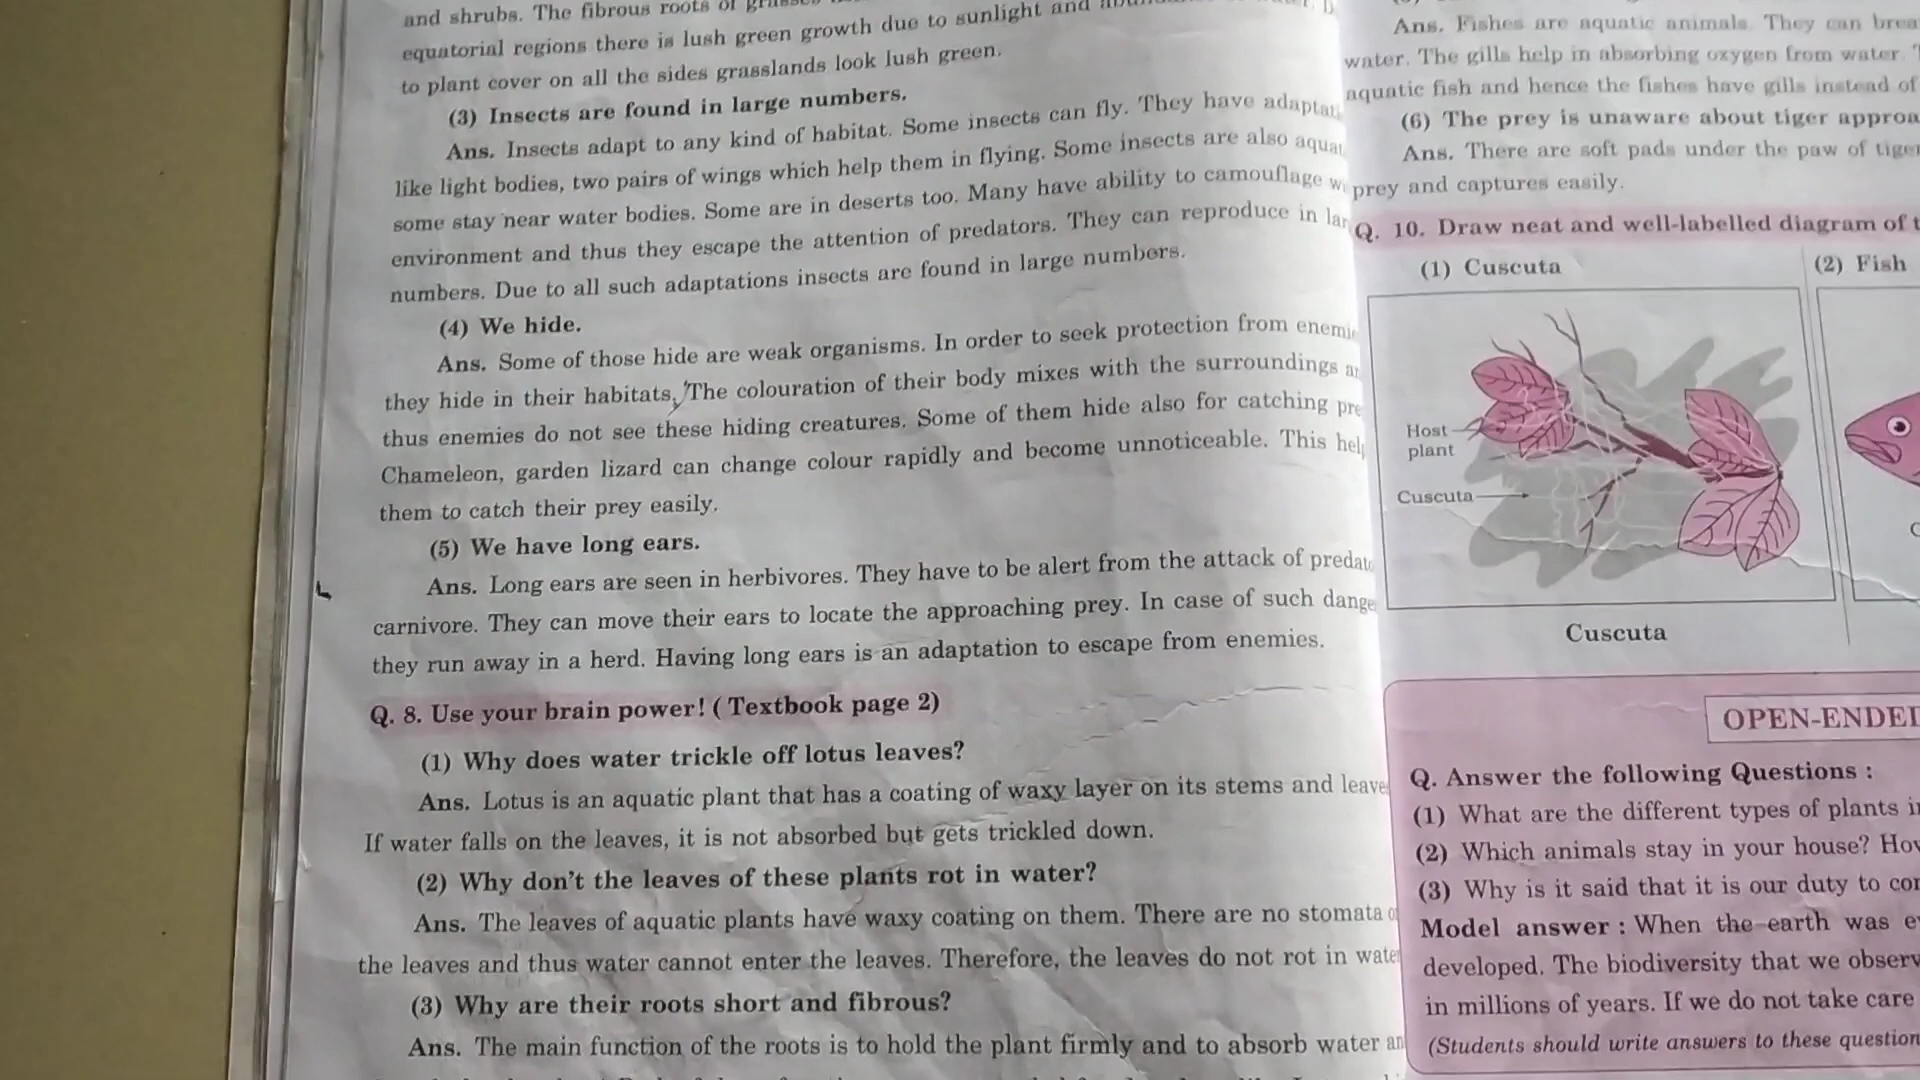 and shrubs. The fibrous roots of
equatorial regions there is lush green growth due to sunlight and
to plant cover on all the sides grasslands look lush green.
(3) Insects are found in large numbers.
Ans. Insects adapt to any kind of habitat. Some insects can fly. They have
like light bodies, two pairs of wings which help them in flying. Some insects are also
some stay near water bodies. Some are in deserts too. Many have ability to camouflage
environment and thus they escape the attention of predators. They can reproduce in
numbers. Due to all such adaptations insects are found in large numbers.
(4) We hide.
Ans. Some of those hide are weak organisms. In order to seek protection from
they hide in their habitats. The colouration of their body mixes with the surroundings
thus enemies do not see these hiding creatures. Some of them hide also for catching
Chameleon, garden lizard can change colour rapidly and become unnoticeable. This
them to catch their prey easily.
(5) We have long ears.
Ans. Long ears are seen in herbivores. They have to be alert from the attack of
carnivore. They can move their ears to locate the approaching prey. In case of such
they run away in a herd. Having long ears is an adaptation to escape from enemies.
Q. 8. Use your brain power! ( Textbook page 2)
(1) Why does water trickle off lotus leaves?
Ans. Lotus is an aquatic plant that has a coating of waxy layer on its stems and
If water falls on the leaves, it is not absorbed but gets trickled down.
(2) Why don't the leaves of these plants rot in water?
Ans. The leaves of aquatic plants have waxy coating on them. There are no stomata
the leaves and thus water cannot enter the leaves. Therefore, the leaves do not rot in
(3) Why are their roots short and fibrous?
Ans. The main function of the roots is to hold the plant firmly and to absorb water
Ans. Fishes are aquatic animals. They can
water. The gills help in absorbing oxygen from water.
aquatic fish and hence the fishes have gills instead of
(6) The prey is unaware about tiger
Ans. There are soft pads under the paw of
prey and captures easily.
Q. 10. Draw neat and well-labelled diagram of
(1) Cuscuta (2) Fish
Host
plant
Cuscuta
Cuscuta
OPEN-ENDED
Q. Answer the following Questions :
(1) What are the different types of plants
(2) Which animals stay in your house?
(3) Why is it said that it is our duty to
Model answer : When the earth was
developed. The biodiversity that we
in millions of years. If we do not take care
(Students should write answers to these